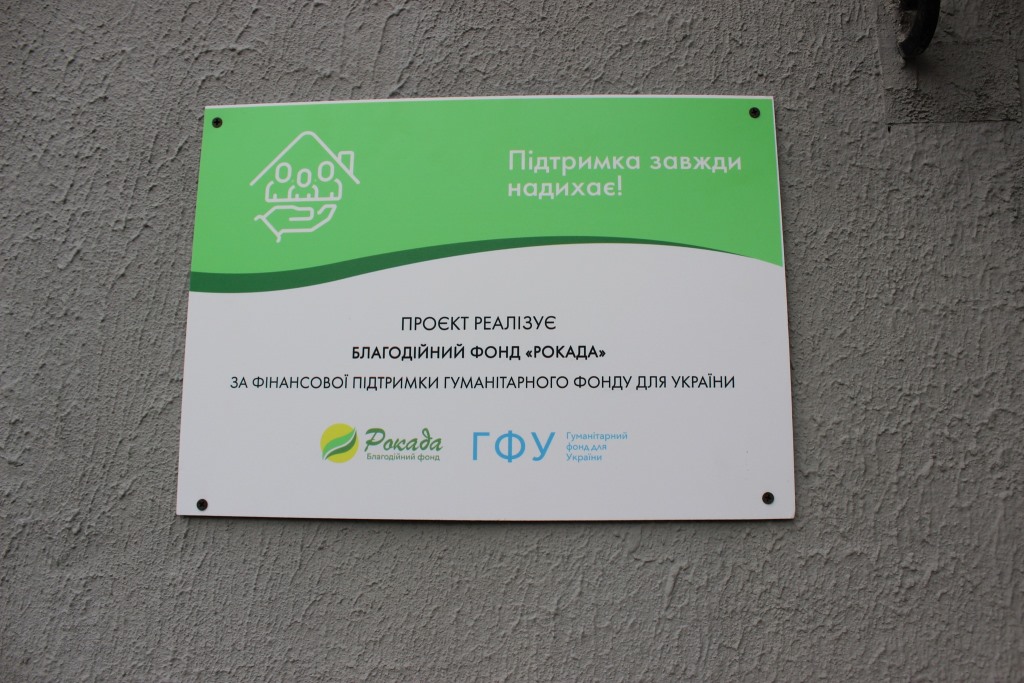 Підтримка завжди
надихає!
ПРОЄКТ РЕАЛІЗУЄ
БЛАГОДІЙНИЙ ФОНД «РОКАДА»
ЗА ФІНАНСОВОЇ ПІДТРИМКИ ГУМАНІТАРНОГО ФОНДУ ДЛЯ УКРАЇНИ
Рокада
Благодійний фонд
ГФУ
Гуманітарний
фонд для
України